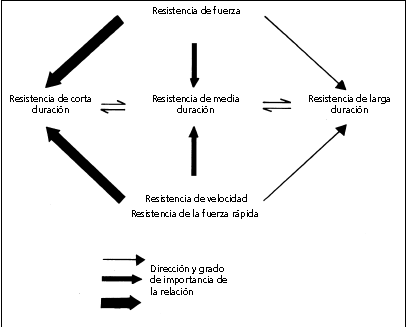 Resistencia de fuerza
Resistencia de corta
duración
Resistencia de media
duración
Resistencia de larga
duración
Resistencia de velocidad
Resistencia de la fuerza rápida
Dirección y grado
de importancia de
la relación